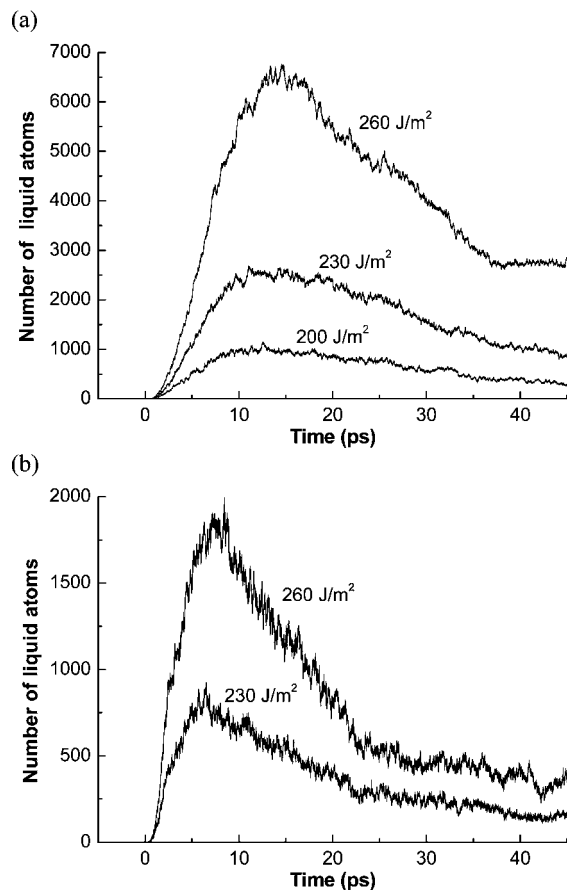 (a)
7000
6000
5000
4000
3000
2000
1000
0
Number of liquid atoms
260 J/m²
230 J/m²
200 J/m²
0 10 20 30 40
Time (ps)
(b)
2000
1500
1000
500
0
Number of liquid atoms
260 J/m²
230 J/m²
0 10 20 30 40
Time (ps)